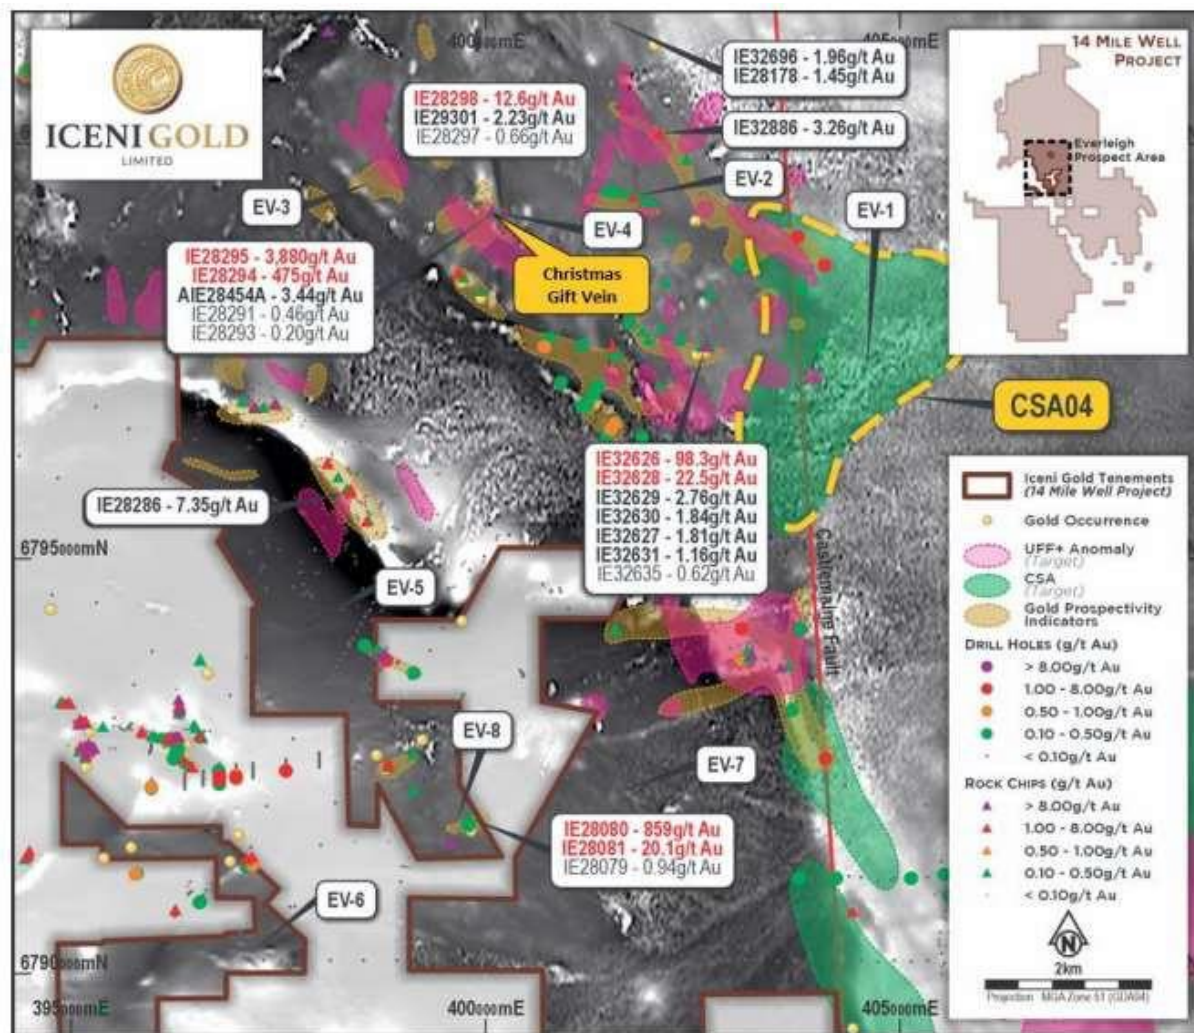 ICENI GOLD
LIMITED
400000mE
405000mE
IE32696 - 1.96g/t Au
IE28178 - 1.45g/t Au
14 MILE WELL
PROJECT
Everleigh
Prospect Area
IE28298 - 12.6g/t Au
IE29301 - 2.23g/t Au
IE28297 - 0.66g/t Au
IE32886 - 3.26g/t Au
EV-3
EV-2
EV-1
EV-4
Christmas
Gift Vein
IE28295 - 3,880g/t Au
IE28294 - 475g/t Au
AIE28454A - 3.44g/t Au
IE28291 - 0.46g/t Au
IE28293 - 0.20g/t Au
CSA04
IE28286 - 7.35g/t Au
IE32626 - 98.3g/t Au
IE32628 - 22.5g/t Au
IE32629 - 2.76g/t Au
IE32630 - 1.84g/t Au
IE32627 - 1.81g/t Au
IE32631 - 1.16g/t Au
IE32635 - 0.62g/t Au
6795000mN
EV-5
Castlemaine Fault
EV-8
EV-7
IE28080 - 859g/t Au
IE28081 - 20.1g/t Au
IE28079 - 0.94g/t Au
EV-6
6790000mN
395000mE
400000mE
405000mE
Iceni Gold Tenements
(14 Mile Well Project)
Gold Occurrence
UFF+ Anomaly
(Target)
CSA
(Target)
Gold Prospectivity
Indicators
DRILL HOLES (g/t Au)
> 8.00g/t Au
1.00 - 8.00g/t Au
0.50 - 1.00g/t Au
0.10 - 0.50g/t Au
< 0.10g/t Au
ROCK CHIPS (g/t Au)
> 8.00g/t Au
1.00 - 8.00g/t Au
0.50 - 1.00g/t Au
0.10 - 0.50g/t Au
< 0.10g/t Au
N
2km
Projection : MGA Zone 51 (GDA94)